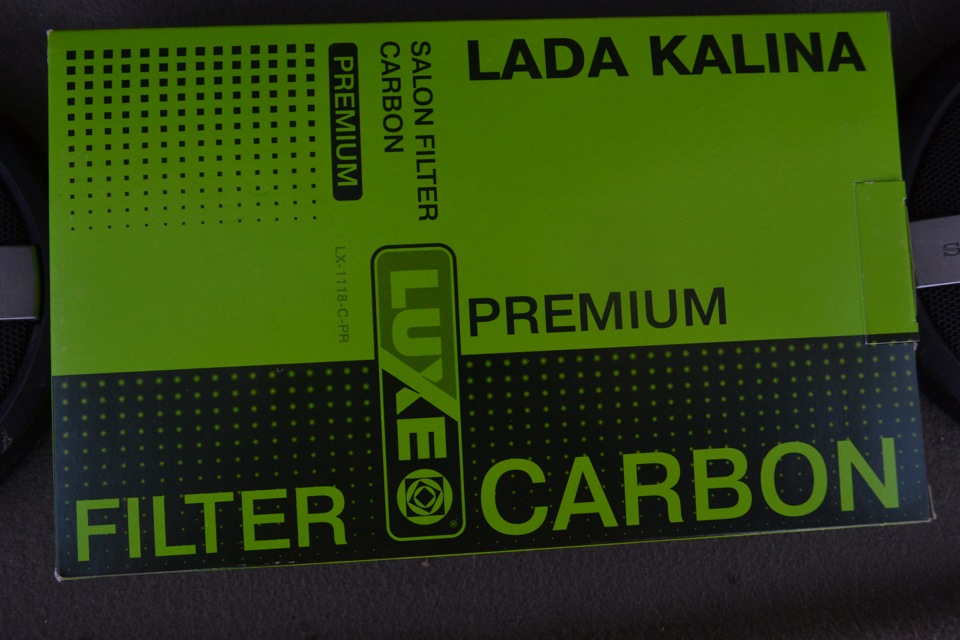 LADA KALINA
SALON FILTER
CARBON
PREMIUM
LX-1118-C-PR
LUXE
®
PREMIUM
FILTER
CARBON
S